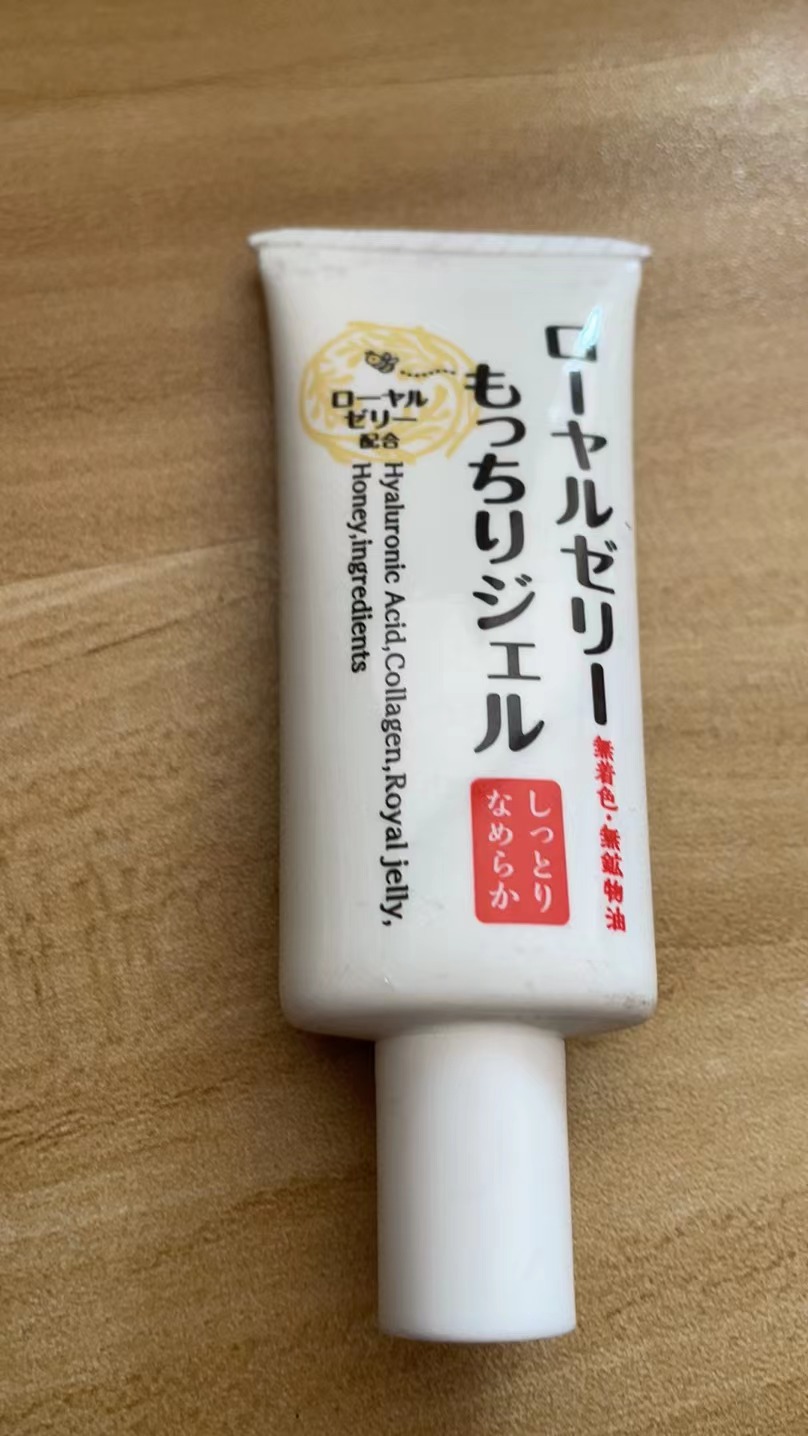 ローヤルゼリー
無着色・無鉱物油
もっちりジェル
しっとり
なめらか
ローヤル
ゼリー
配合
Hyaluronic Acid,Collagen,Royal jelly,
Honey,ingredients